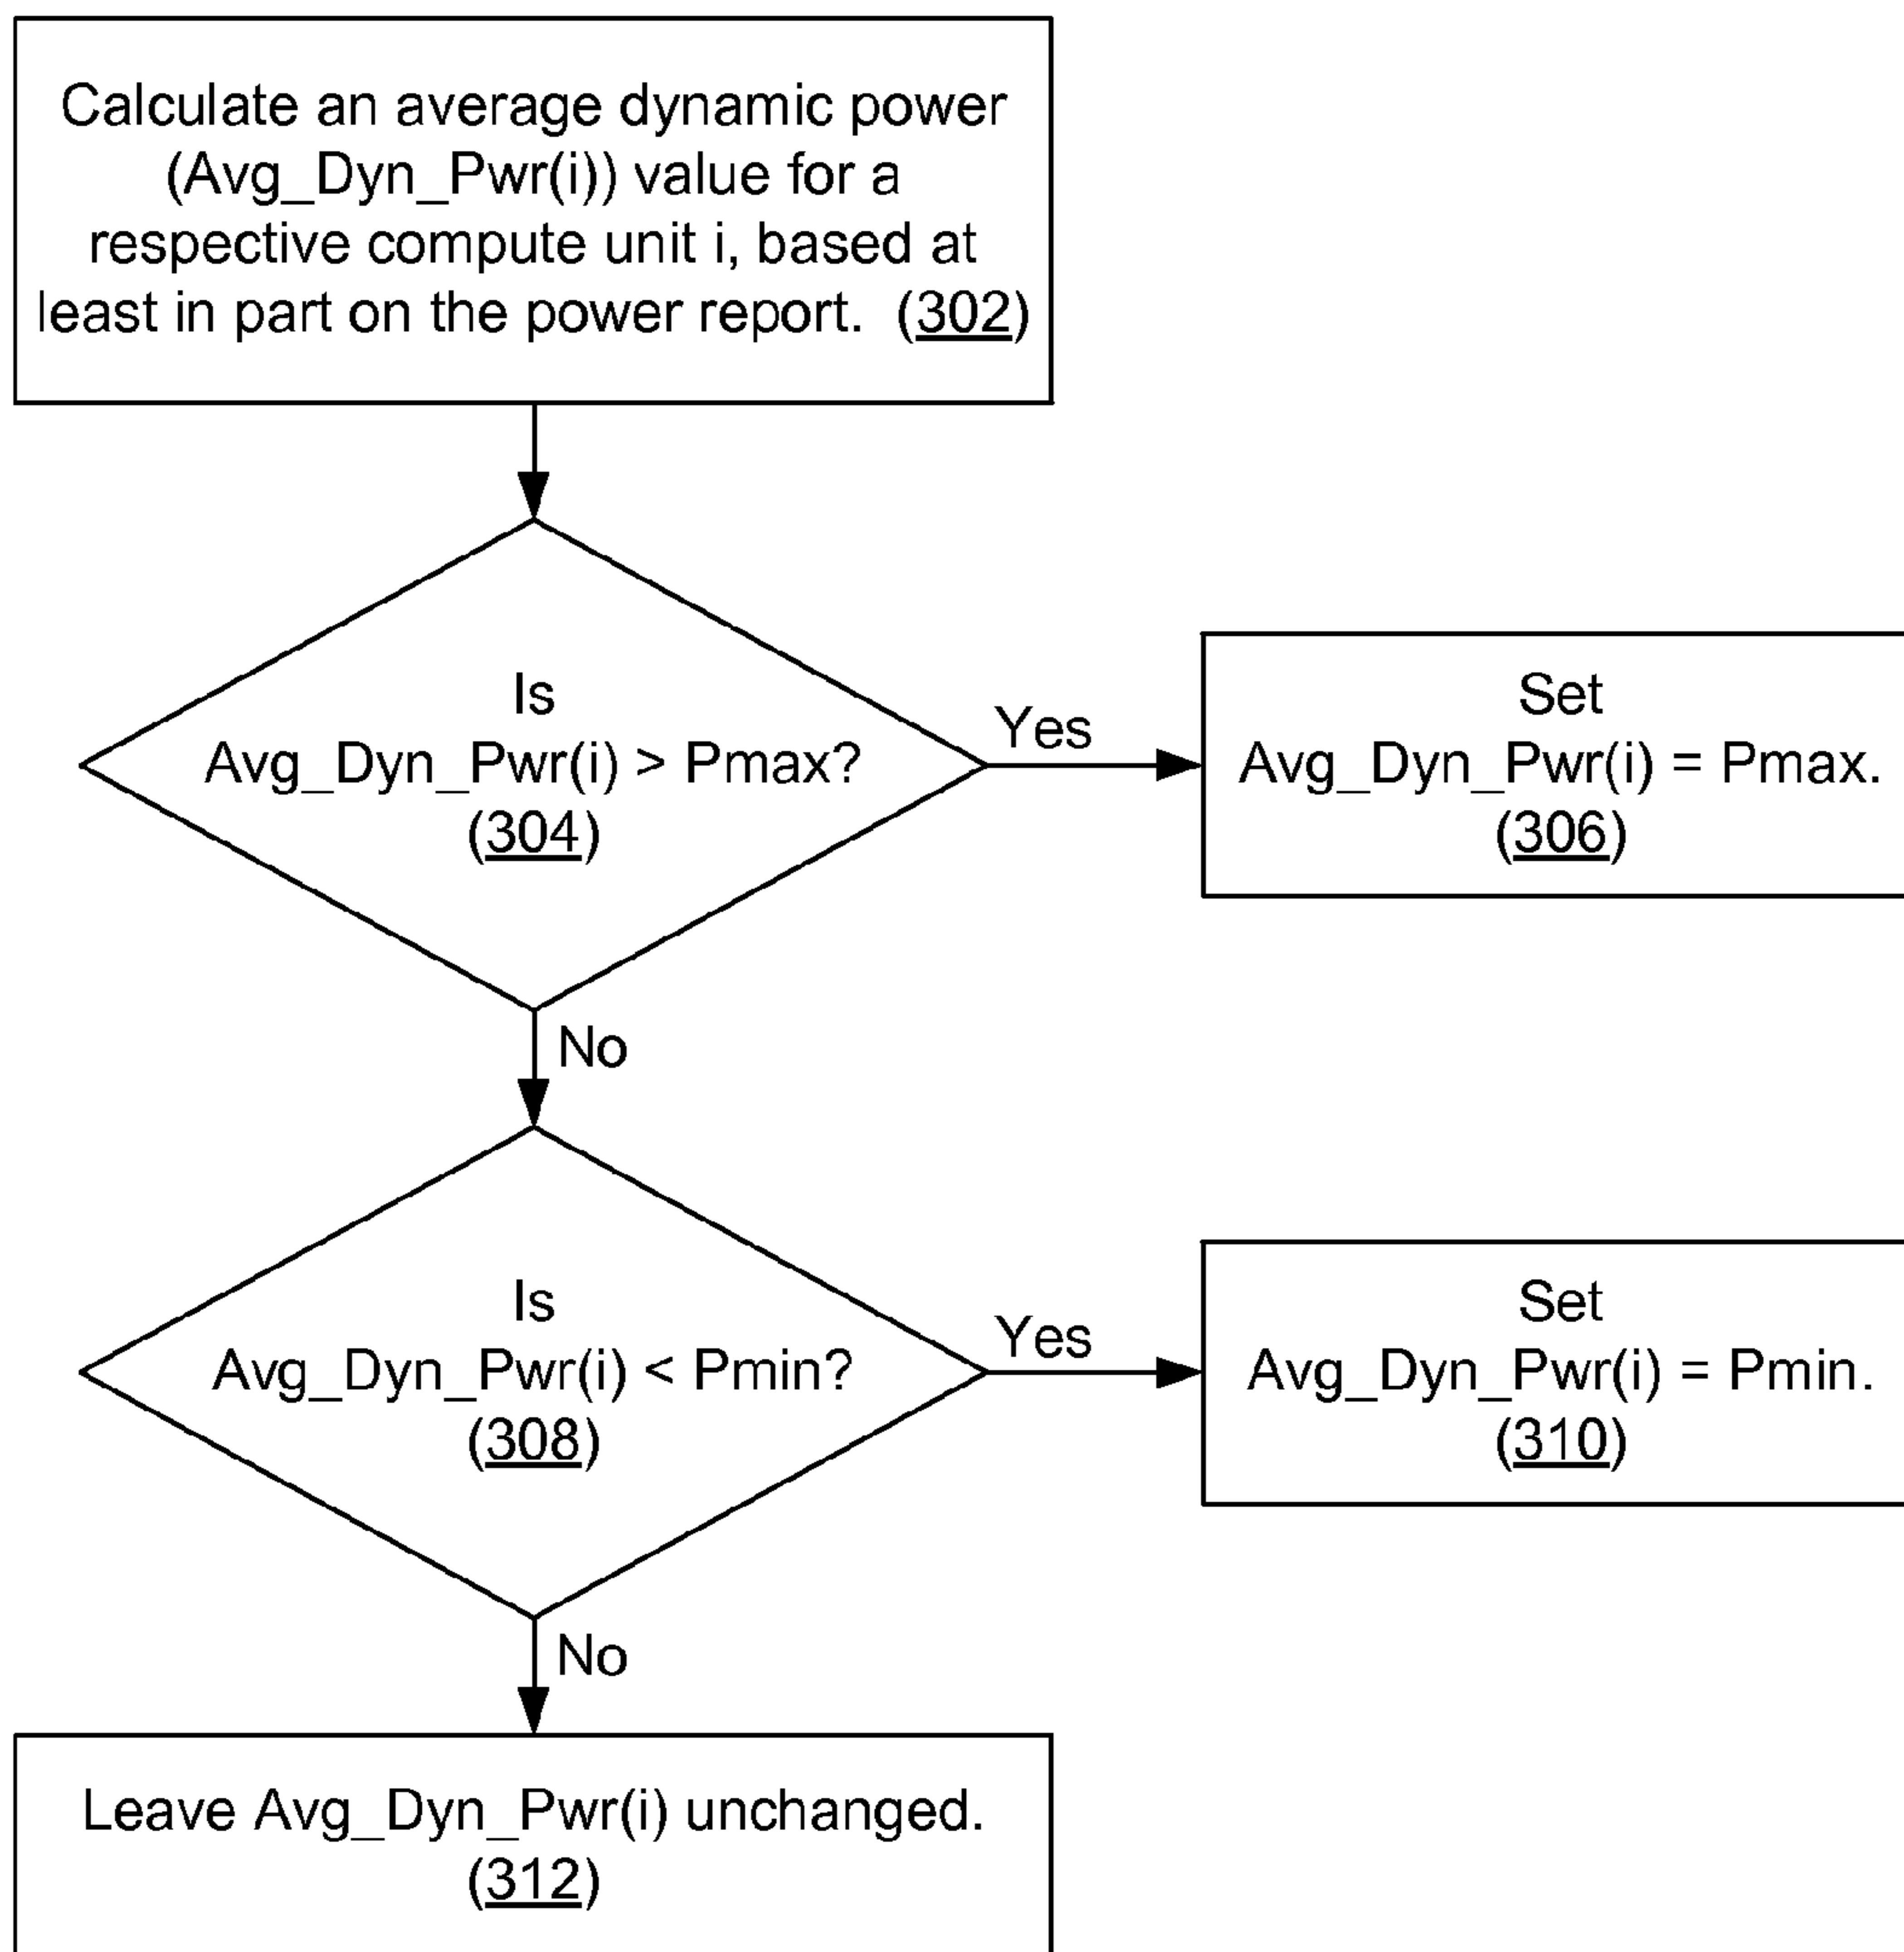 Calculate an average dynamic power
(Avg_Dyn_Pwr(i)) value for a
respective compute unit i, based at
least in part on the power report. (302)
Is
Avg_Dyn_Pwr(i) > Pmax?
(304)
Yes
Set
Avg_Dyn_Pwr(i) = Pmax.
(306)
No
Is
Avg_Dyn_Pwr(i) < Pmin?
(308)
Yes
Set
Avg_Dyn_Pwr(i) = Pmin.
(310)
No
Leave Avg_Dyn_Pwr(i) unchanged.
(312)